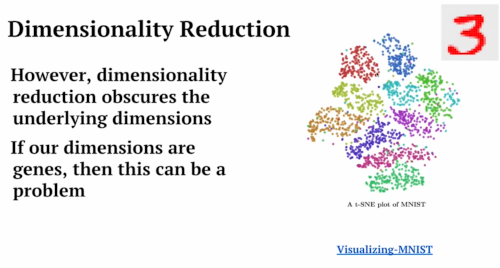 Dimensionality Reduction
3
However, dimensionality
reduction obscures the
underlying dimensions
If our dimensions are
genes, then this can be a
problem
A t-SNE plot of MNIST
Visualizing-MNIST